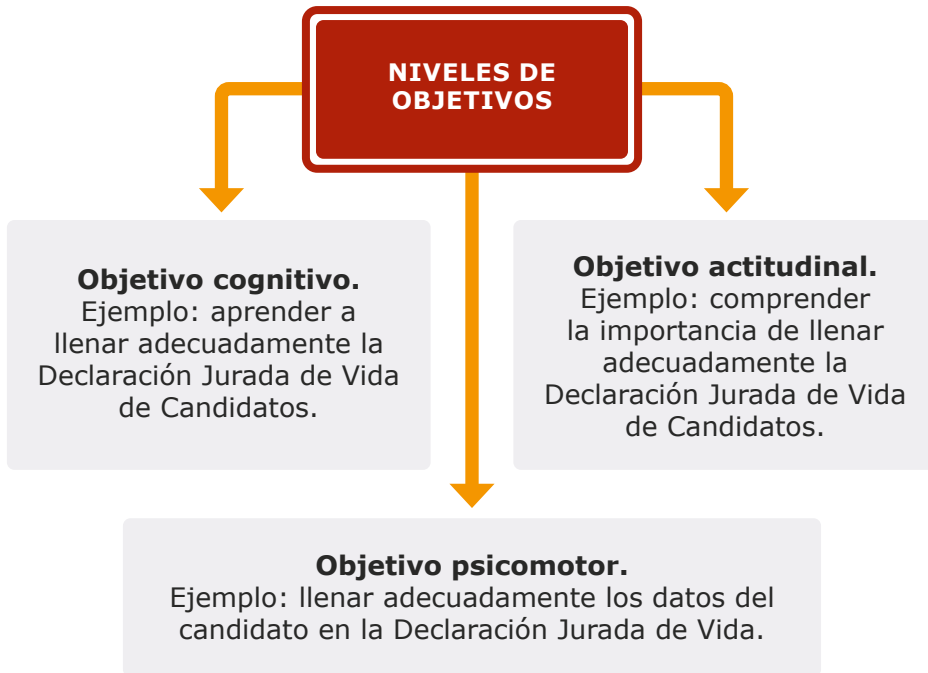 NIVELES DE
OBJETIVOS
Objetivo cognitivo.
Ejemplo: aprender a
llenar adecuadamente la
Declaración Jurada de Vida
de Candidatos.
Objetivo actitudinal.
Ejemplo: comprender
la importancia de llenar
adecuadamente la
Declaración Jurada de Vida
de Candidatos.
Objetivo psicomotor.
Ejemplo: llenar adecuadamente los datos del
candidato en la Declaración Jurada de Vida.